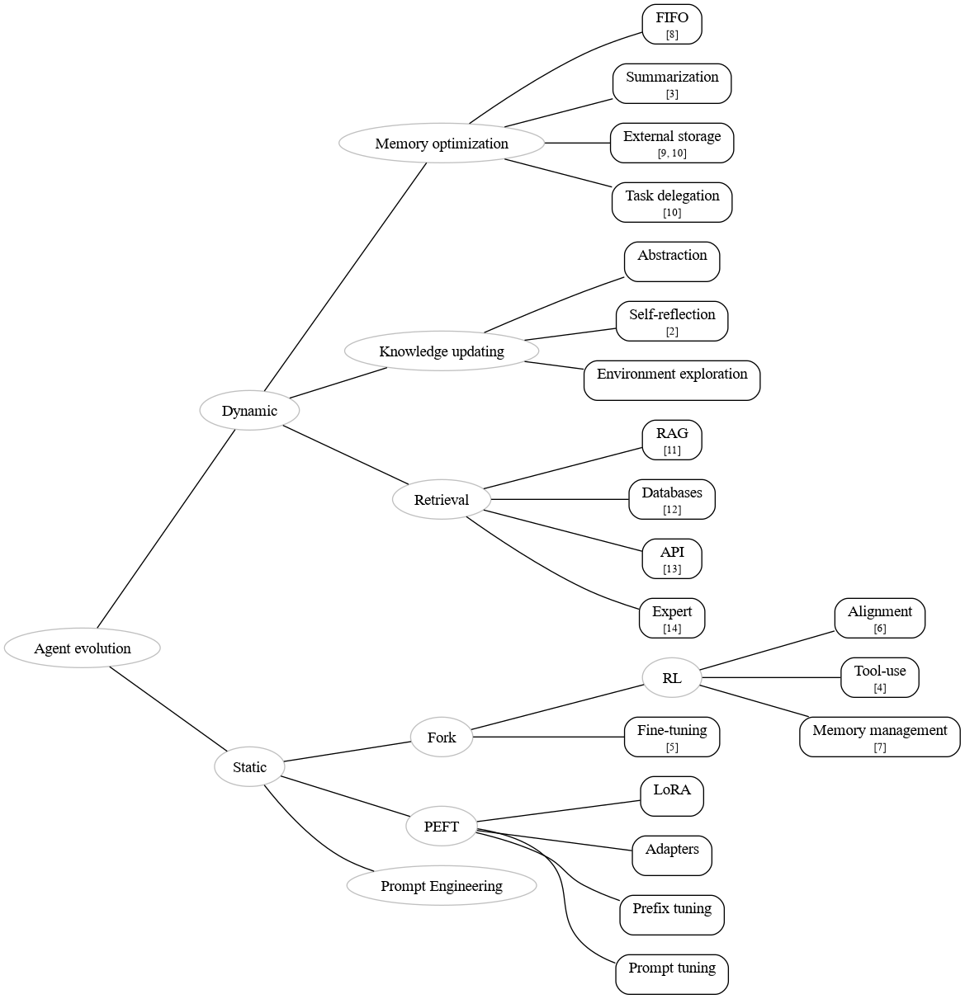 FIFO
[8]
Summarization
[3]
Memory optimization
External storage
[9, 10]
Task delegation
[10]
Abstraction
Self-reflection
[2]
Knowledge updating
Environment exploration
Dynamic
RAG
[11]
Retrieval
Databases
[12]
API
[13]
Expert
[14]
Agent evolution
Alignment
[6]
RL
Tool-use
[4]
Memory management
[7]
Fork
Fine-tuning
[5]
Static
LoRA
PEFT
Adapters
Prompt Engineering
Prefix tuning
Prompt tuning